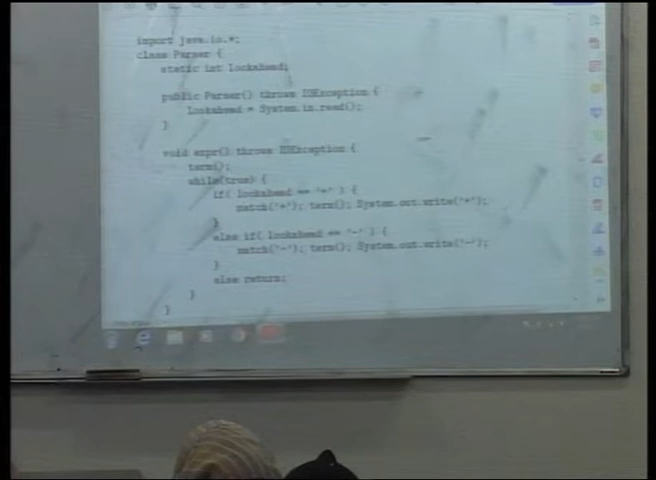 import java.io.*;
class Parser {
static int lookahead;
public Parser() throws IOException {
lookahead = System.in.read();
}
void expr() throws IOException {
term();
while(true) {
if( lookahead == '+' ) {
match('+'); term(); System.out.write('+');
}
else if( lookahead == '-' ) {
match('-'); term(); System.out.write('-');
}
else return;
}
}